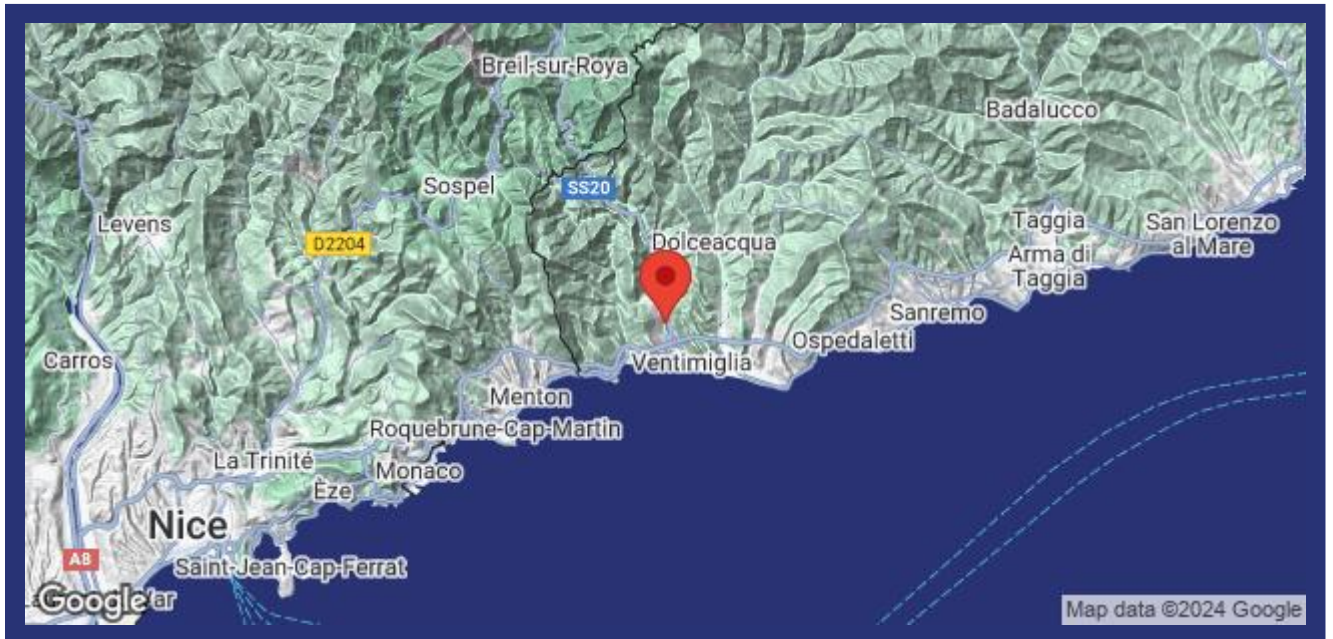 Breil-sur-Roya
Badalucco
Sospel
SS20
Levens
D2204
Dolceacqua
Taggia
San Lorenzo
al Mare
Arma di
Taggia
Sanremo
Ospedaletti
Carros
Ventimiglia
Menton
Roquebrune-Cap-Martin
La Trinité
Monaco
Èze
Nice
A8
Saint-Jean-Cap-Ferrat
Google
Map data ©2024 Google